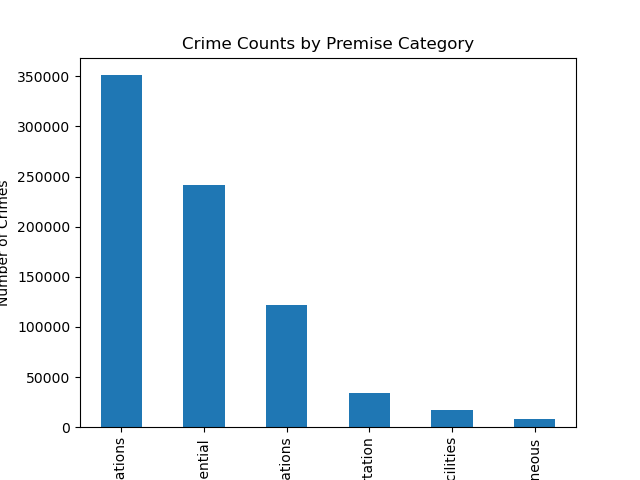 Crime Counts by Premise Category
Number of Crimes
350000
300000
250000
200000
150000
100000
50000
0
ations
ential
ations
tation
cilities
neous